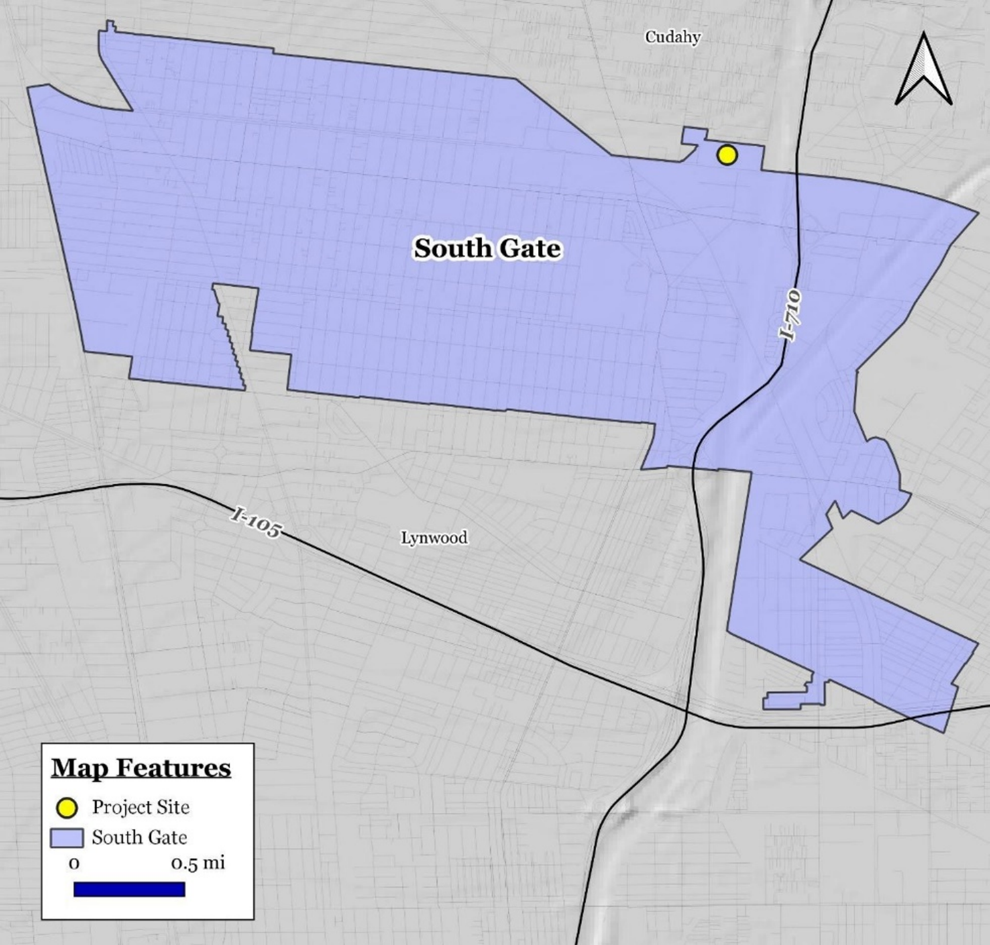 Cudahy
South Gate
I-710
I-105
Lynwood
Map Features
Project Site
South Gate
0 0.5 mi